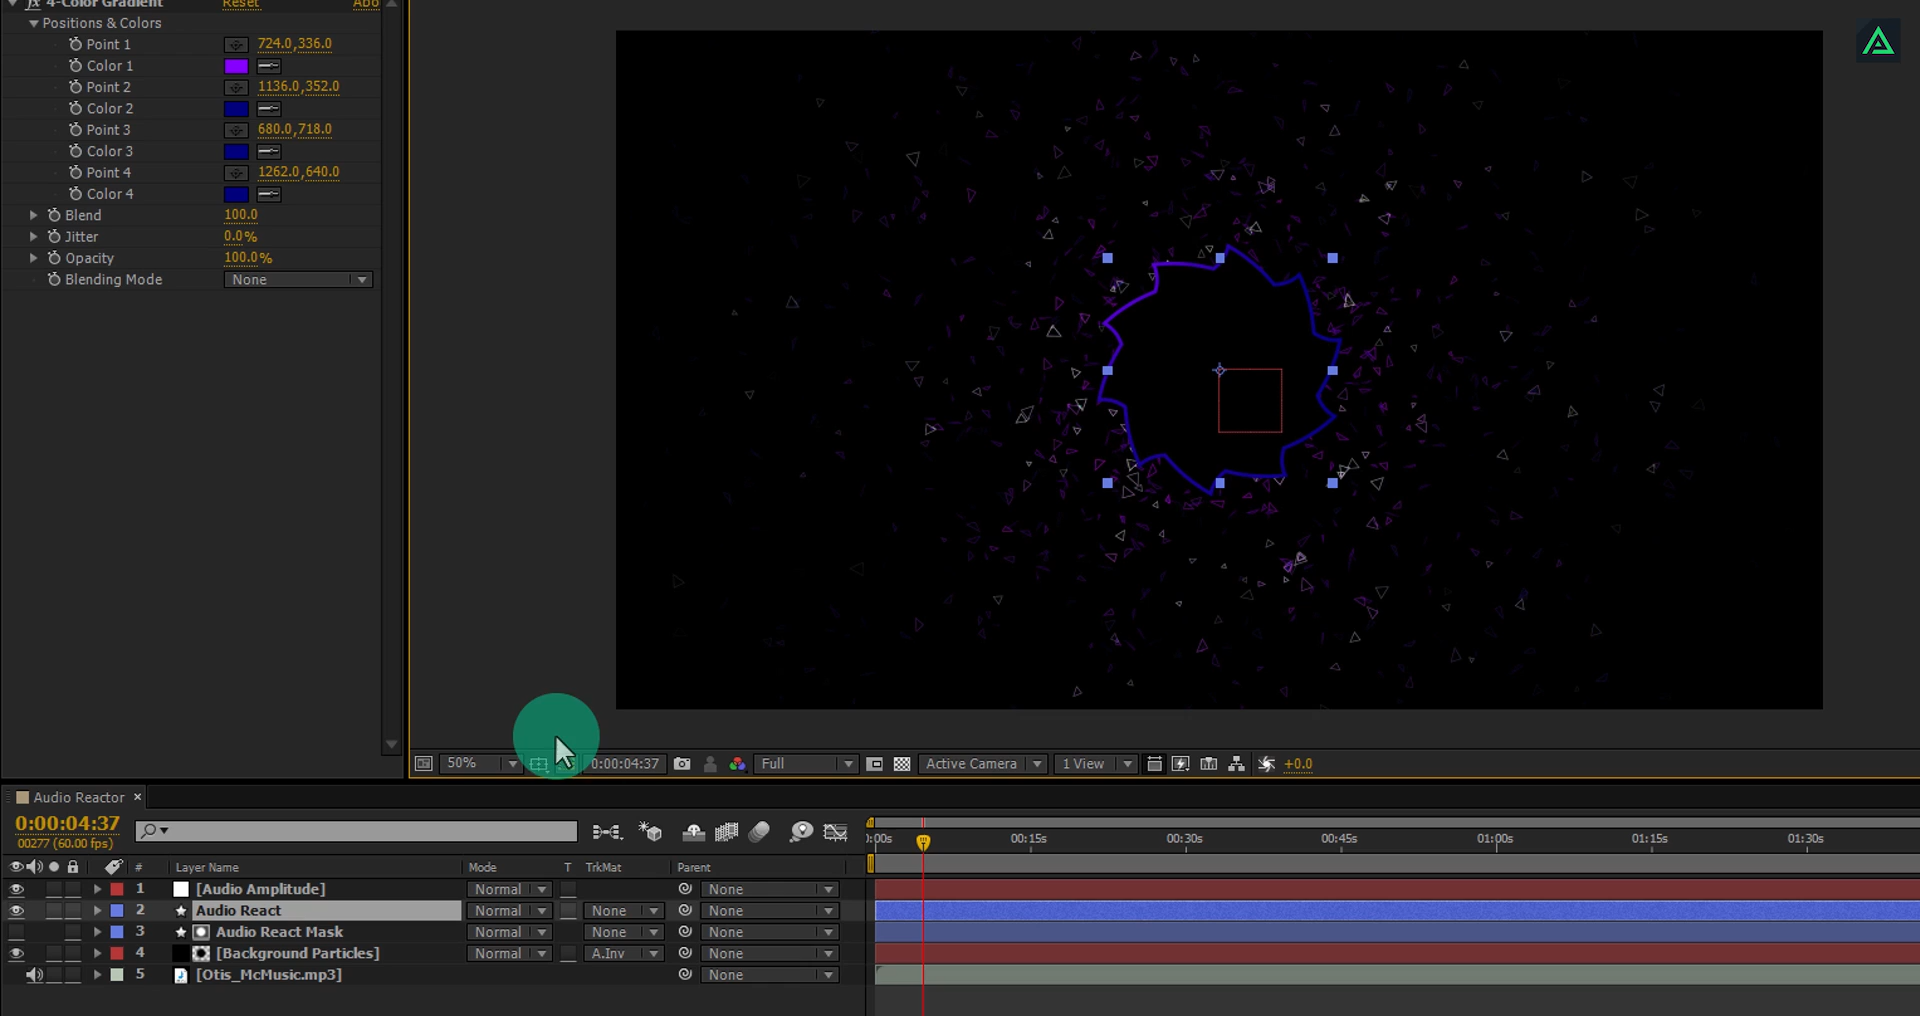 4-Color Gradient Reset Abo
Positions & Colors
Point 1 724.0,336.0
Color 1
Point 2 1136.0,352.0
Color 2
Point 3 680.0,718.0
Color 3
Point 4 1262.0,640.0
Color 4
Blend 100.0
Jitter 0.0%
Opacity 100.0%
Blending Mode None
50% 0:00:04:37 Full Active Camera 1 View +0.0
Audio Reactor ×
0:00:04:37
00277 (60.00 fps)
:00s 00:15s 00:30s 00:45s 01:00s 01:15s 01:30s
# Layer Name Mode T TrkMat Parent
1 [Audio Amplitude] Normal None
2 Audio React Normal None None
3 Audio React Mask Normal None None
4 [Background Particles] Normal A.Inv None
5 [Otis_McMusic.mp3] None